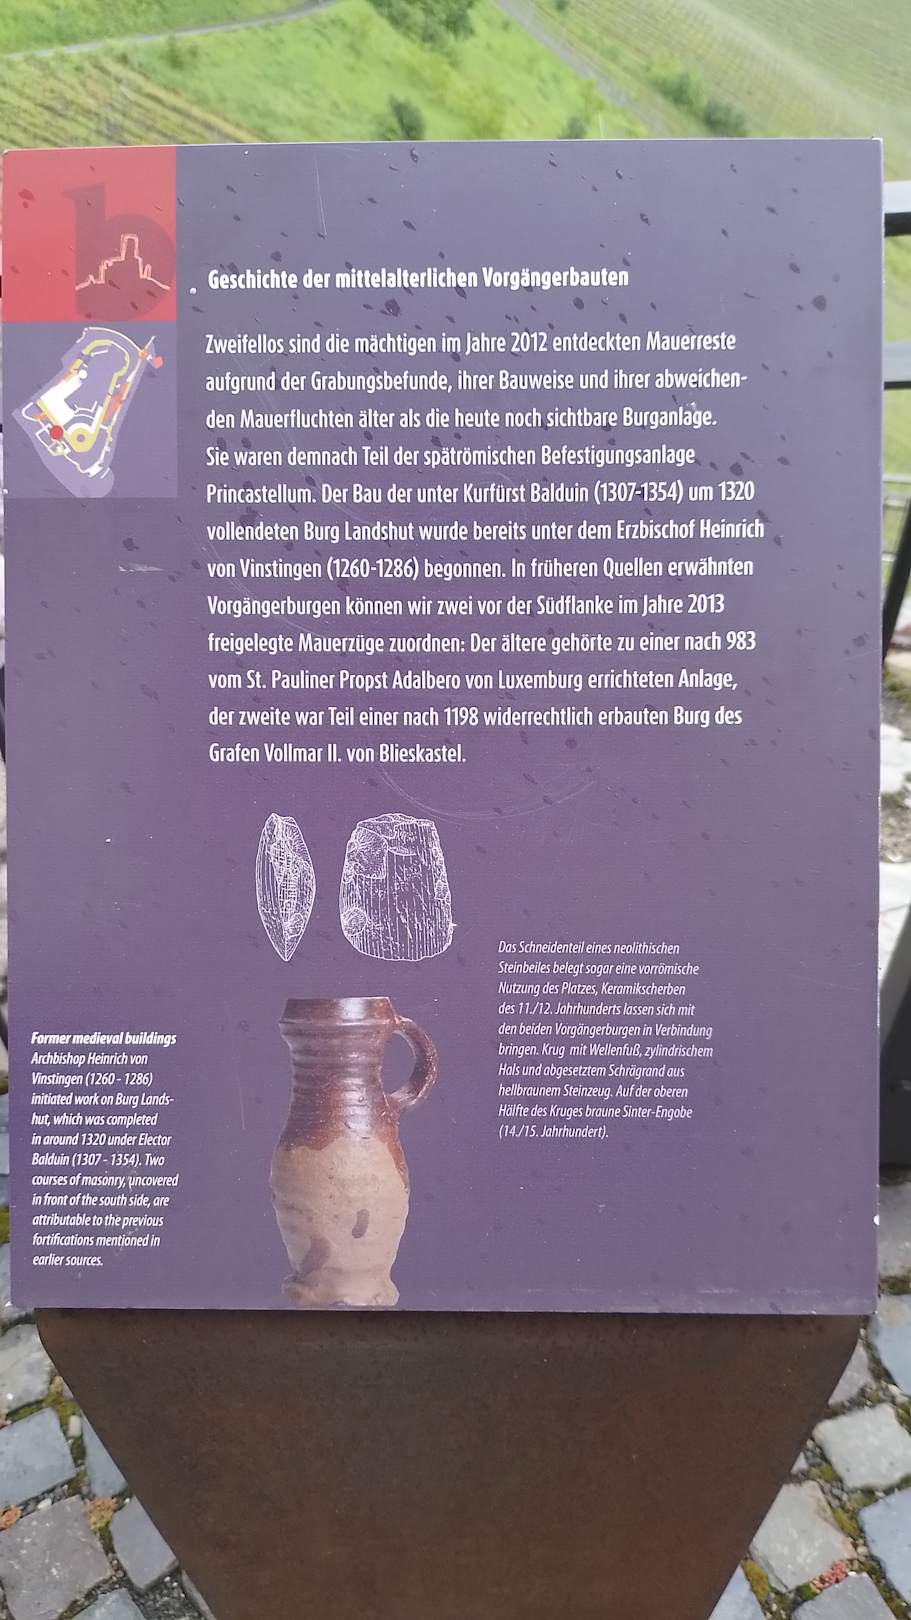 b
Geschichte der mittelalterlichen Vorgängerbauten
Zweifellos sind die mächtigen im Jahre 2012 entdeckten Mauerreste
aufgrund der Grabungsbefunde, ihrer Bauweise und ihrer abweichen-
den Mauerfluchten älter als die heute noch sichtbare Burganlage.
Sie waren demnach Teil der spätrömischen Befestigungsanlage
Princastellum. Der Bau der unter Kurfürst Balduin (1307-1354) um 1320
vollendeten Burg Landshut wurde bereits unter dem Erzbischof Heinrich
von Vinstingen (1260-1286) begonnen. In früheren Quellen erwähnten
Vorgängerburgen können wir zwei vor der Südflanke im Jahre 2013
freigelegte Mauerzüge zuordnen: Der ältere gehörte zu einer nach 983
vom St. Pauliner Propst Adalbero von Luxemburg errichteten Anlage,
der zweite war Teil einer nach 1198 widerrechtlich erbauten Burg des
Grafen Vollmar II. von Blieskastel.
Das Schneidenteil eines neolithischen
Steinbeiles belegt sogar eine vorrömische
Nutzung des Platzes, Keramikscherben
des 11./12. Jahrhunderts lassen sich mit
den beiden Vorgängerburgen in Verbindung
bringen. Krug mit Wellenfuß, zylindrischem
Hals und abgesetztem Schrägrand aus
hellbraunem Steinzeug. Auf der oberen
Hälfte des Kruges braune Sinter-Engobe
(14./15. Jahrhundert).
Former medieval buildings
Archbishop Heinrich von
Vinstingen (1260 - 1286)
initiated work on Burg Lands-
hut, which was completed
in around 1320 under Elector
Balduin (1307 - 1354). Two
courses of masonry, uncovered
in front of the south side, are
attributable to the previous
fortifications mentioned in
earlier sources.